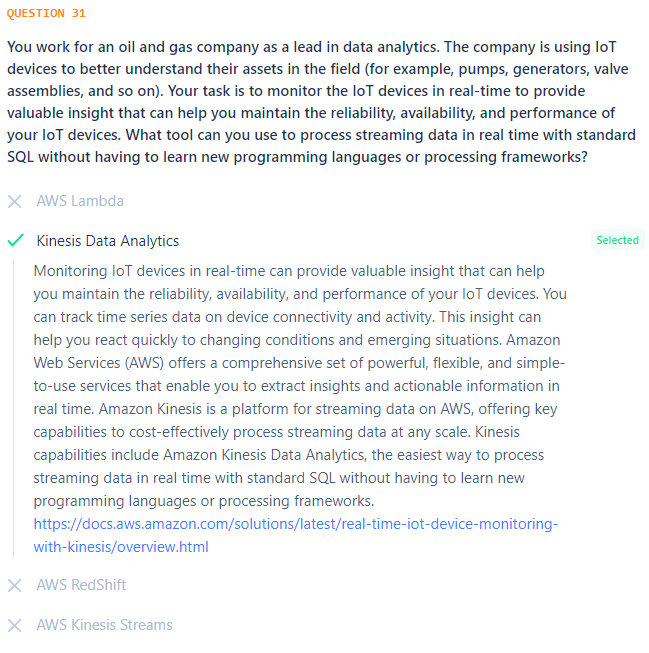 QUESTION 31
You work for an oil and gas company as a lead in data analytics. The company is using IoT
devices to better understand their assets in the field (for example, pumps, generators, valve
assemblies, and so on). Your task is to monitor the IoT devices in real-time to provide
valuable insight that can help you maintain the reliability, availability, and performance of
your IoT devices. What tool can you use to process streaming data in real time with standard
SQL without having to learn new programming languages or processing frameworks?
AWS Lambda
Kinesis Data Analytics
Selected
Monitoring IoT devices in real-time can provide valuable insight that can help
you maintain the reliability, availability, and performance of your IoT devices. You
can track time series data on device connectivity and activity. This insight can
help you react quickly to changing conditions and emerging situations. Amazon
Web Services (AWS) offers a comprehensive set of powerful, flexible, and simple-
to-use services that enable you to extract insights and actionable information in
real time. Amazon Kinesis is a platform for streaming data on AWS, offering key
capabilities to cost-effectively process streaming data at any scale. Kinesis
capabilities include Amazon Kinesis Data Analytics, the easiest way to process
streaming data in real time with standard SQL without having to learn new
programming languages or processing frameworks.
https://docs.aws.amazon.com/solutions/latest/real-time-iot-device-monitoring-
with-kinesis/overview.html
AWS RedShift
AWS Kinesis Streams